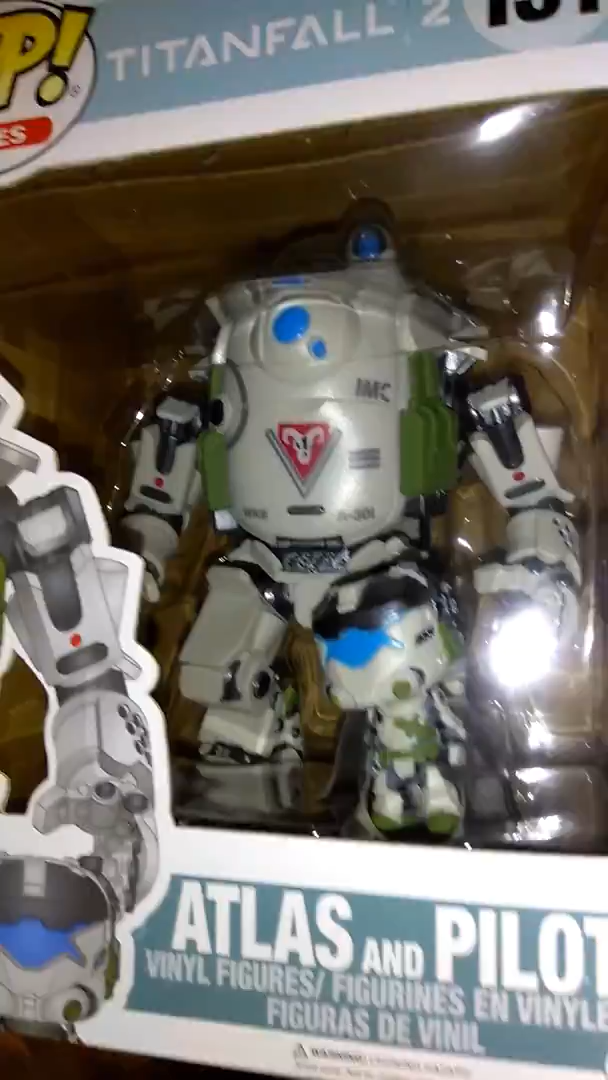 P!
TITANFALL 2
ES
IMC
ATLAS AND PILOT
VINYL FIGURES/ FIGURINES EN VINYLE
FIGURAS DE VINIL